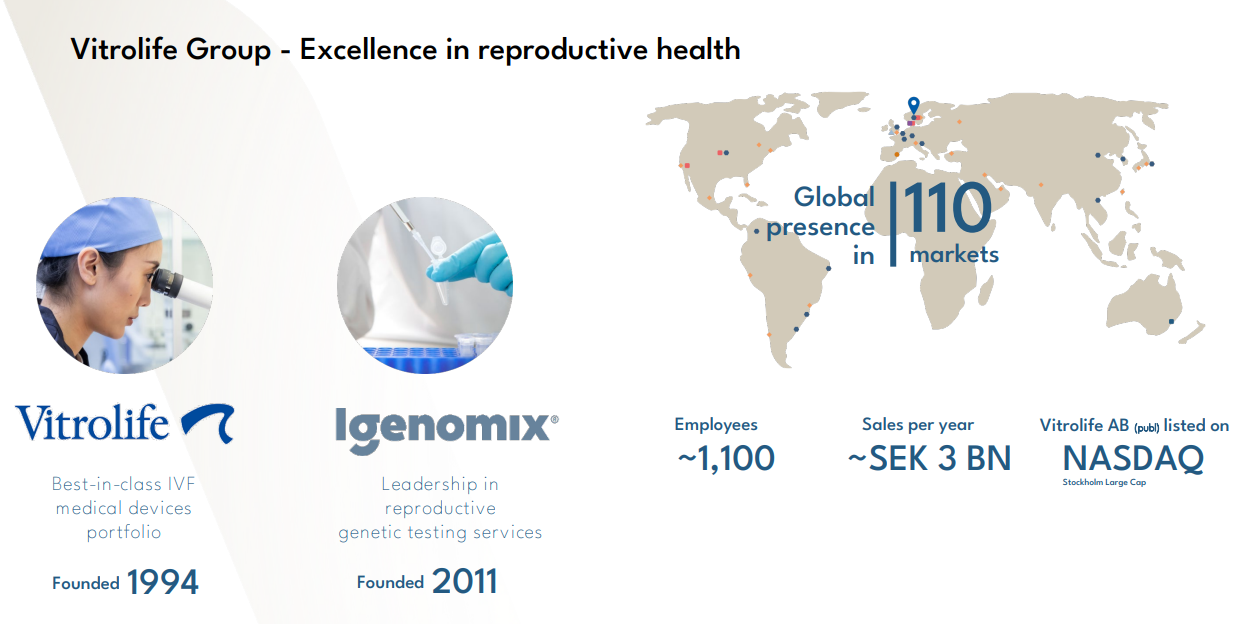 Vitrolife Group - Excellence in reproductive health
Global
presence
in
110
markets
Vitrolife
Best-in-class IVF
medical devices
portfolio
Founded 1994
Igenomix®
Leadership in
reproductive
genetic testing services
Founded 2011
Employees
~1,100
Sales per year
~SEK 3 BN
Vitrolife AB (publ) listed on
NASDAQ
Stockholm Large Cap